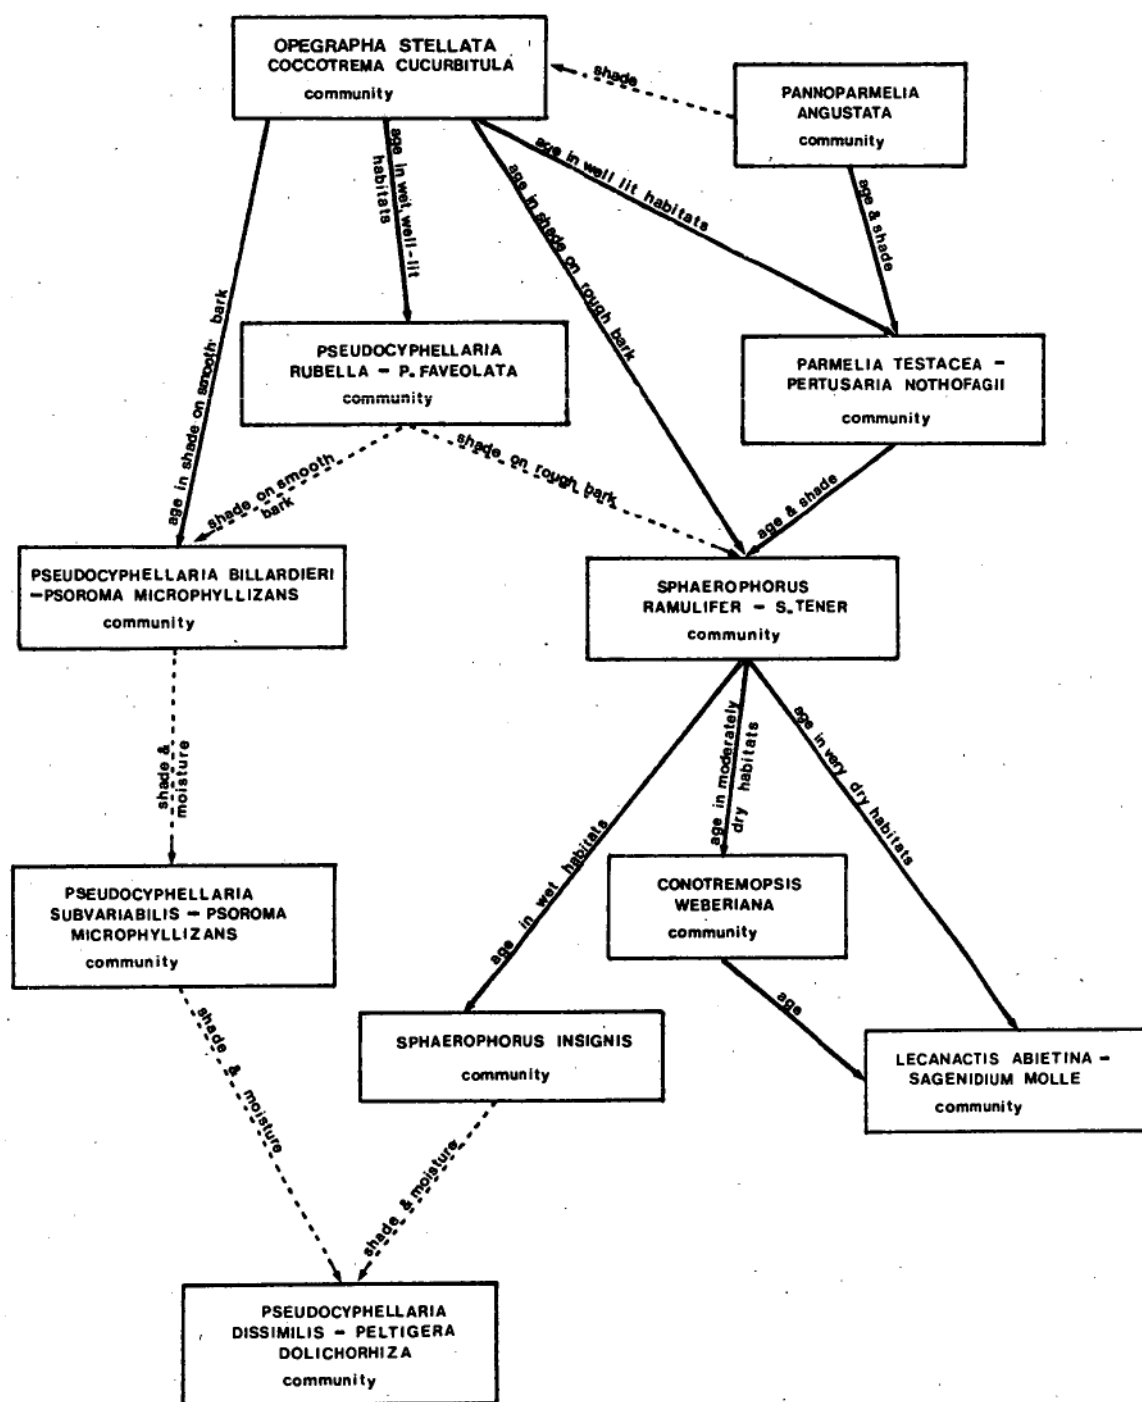 OPEGRAPHA STELLATA
COCCOTREMA CUCURBITULA
community
shade
PANNOPARMELIA
ANGUSTATA
community
age in wet, well-lit
habitats
age in well lit habitats
age in shade on rough bark
age & shade
age in shade on smooth bark
PSEUDOCYPHELLARIA
RUBELLA – P. FAVEOLATA
community
PARMELIA TESTACEA –
PERTUSARIA NOTHOFAGII
community
shade on smooth
bark
shade on rough bark
age & shade
PSEUDOCYPHELLARIA BILLARDIERI
–PSOROMA MICROPHYLLIZANS
community
SPHAEROPHORUS
RAMULIFER – S. TENER
community
shade &
moisture
age in wet habitats
age in moderately
dry habitats
age in very dry habitats
PSEUDOCYPHELLARIA
SUBVARIABILIS – PSOROMA
MICROPHYLLIZANS
community
CONOTREMOPSIS
WEBERIANA
community
age
shade & moisture
SPHAEROPHORUS INSIGNIS
community
LECANACTIS ABIETINA –
SAGENIDIUM MOLLE
community
shade & moisture
PSEUDOCYPHELLARIA
DISSIMILIS – PELTIGERA
DOLICHORHIZA
community